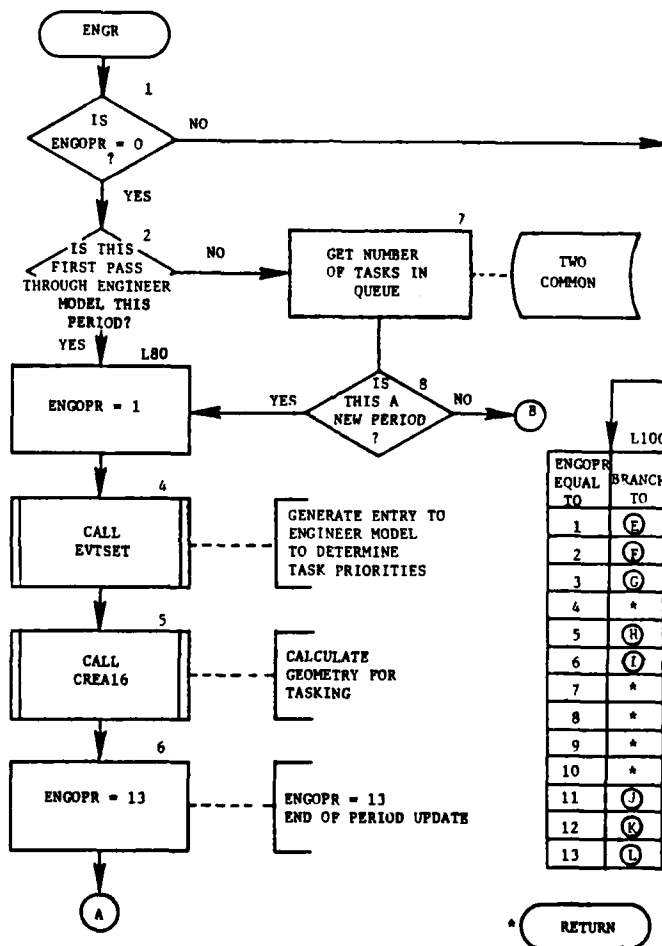 ENGR
1
IS
ENGOPR = 0
?
NO
YES
2
IS THIS
FIRST PASS
THROUGH ENGINEER
MODEL THIS
PERIOD?
NO
YES
7
GET NUMBER
OF TASKS IN
QUEUE
TWO
COMMON
L80
ENGOPR = 1
8
IS
THIS A
NEW PERIOD
?
YES
NO
B
4
CALL
EVTSET
GENERATE ENTRY TO
ENGINEER MODEL
TO DETERMINE
TASK PRIORITIES
5
CALL
CREA16
CALCULATE
GEOMETRY FOR
TASKING
6
ENGOPR = 13
ENGOPR = 13
END OF PERIOD UPDATE
A
L100
ENGOPR EQUAL TO BRANCH TO
1 E
2 F
3 G
4 *
5 H
6 I
7 *
8 *
9 *
10 *
11 J
12 K
13 L
* RETURN